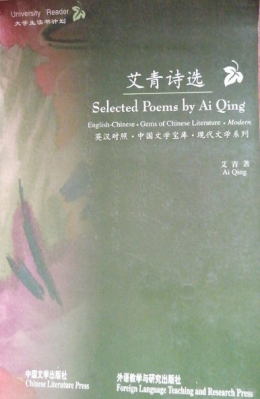 University Reader
大学生读书计划
艾青诗选
Selected Poems by Ai Qing
English-Chinese • Gems of Chinese Literature • Modern
英汉对照·中国文学宝库·现代文学系列
艾 青 著
Ai Qing
中国文学出版社
Chinese Literature Press
外语教学与研究出版社
Foreign Language Teaching and Research Press